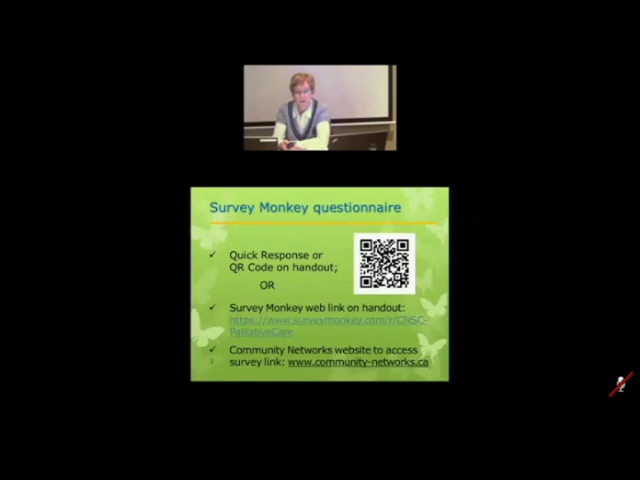 Survey Monkey questionnaire
Quick Response or
QR Code on handout;
OR
Survey Monkey web link on handout:
https://www.surveymonkey.com/r/CNSC-
PalliativeCare
Community Networks website to access
3
survey link: www.community-networks.ca